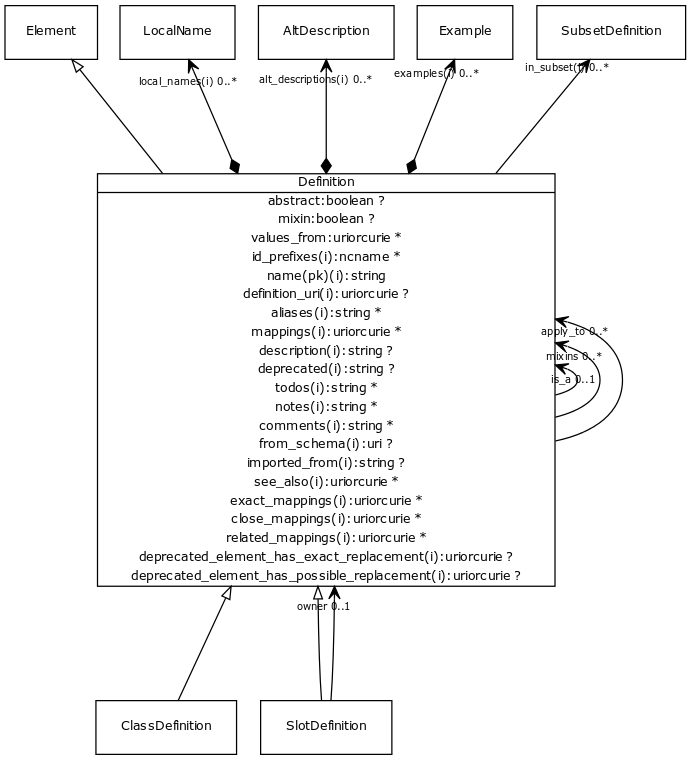 Element
LocalName
AltDescription
Example
SubsetDefinition
local_names(i) 0..*
alt_descriptions(i) 0..*
examples(i) 0..*
in_subset(i) 0..*
Definition
abstract:boolean ?
mixin:boolean ?
values_from:uriorcurie *
id_prefixes(i):ncname *
name(pk)(i):string
definition_uri(i):uriorcurie ?
aliases(i):string *
mappings(i):uriorcurie *
description(i):string ?
deprecated(i):string ?
todos(i):string *
notes(i):string *
comments(i):string *
from_schema(i):uri ?
imported_from(i):string ?
see_also(i):uriorcurie *
exact_mappings(i):uriorcurie *
close_mappings(i):uriorcurie *
related_mappings(i):uriorcurie *
deprecated_element_has_exact_replacement(i):uriorcurie ?
deprecated_element_has_possible_replacement(i):uriorcurie ?
apply_to 0..*
mixins 0..*
is_a 0..1
owner 0..1
ClassDefinition
SlotDefinition